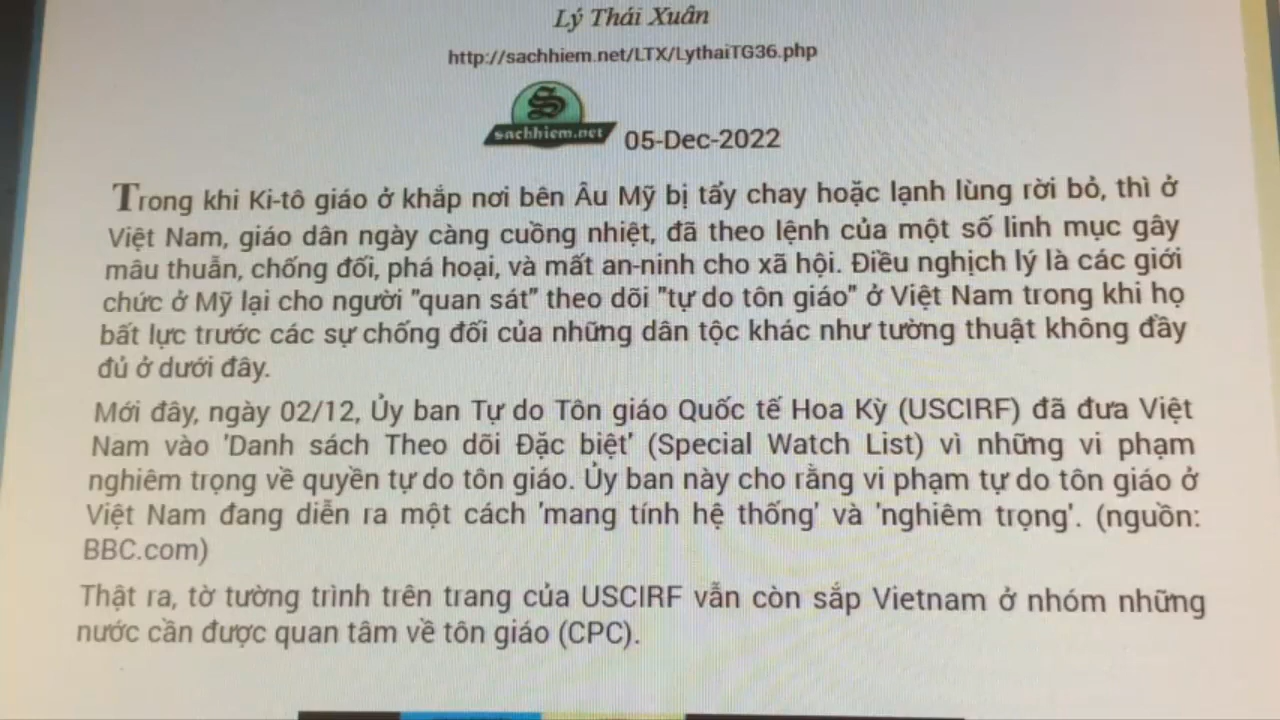 Lý Thái Xuân
http://sachhiem.net/LTX/LythaiTG36.php
S
sachhiem.net
05-Dec-2022
Trong khi Ki-tô giáo ở khắp nơi bên Âu Mỹ bị tẩy chay hoặc lạnh lùng rời bỏ, thì ở
Việt Nam, giáo dân ngày càng cuồng nhiệt, đã theo lệnh của một số linh mục gây
mâu thuẫn, chống đối, phá hoại, và mất an-ninh cho xã hội. Điều nghịch lý là các giới
chức ở Mỹ lại cho người "quan sát" theo dõi "tự do tôn giáo" ở Việt Nam trong khi họ
bất lực trước các sự chống đối của những dân tộc khác như tường thuật không đầy
đủ ở dưới đây.
Mới đây, ngày 02/12, Ủy ban Tự do Tôn giáo Quốc tế Hoa Kỳ (USCIRF) đã đưa Việt
Nam vào 'Danh sách Theo dõi Đặc biệt' (Special Watch List) vì những vi phạm
nghiêm trọng về quyền tự do tôn giáo. Ủy ban này cho rằng vi phạm tự do tôn giáo ở
Việt Nam đang diễn ra một cách 'mang tính hệ thống' và 'nghiêm trọng'. (nguồn:
BBC.com)
Thật ra, tờ tường trình trên trang của USCIRF vẫn còn sắp Vietnam ở nhóm những
nước cần được quan tâm về tôn giáo (CPC).